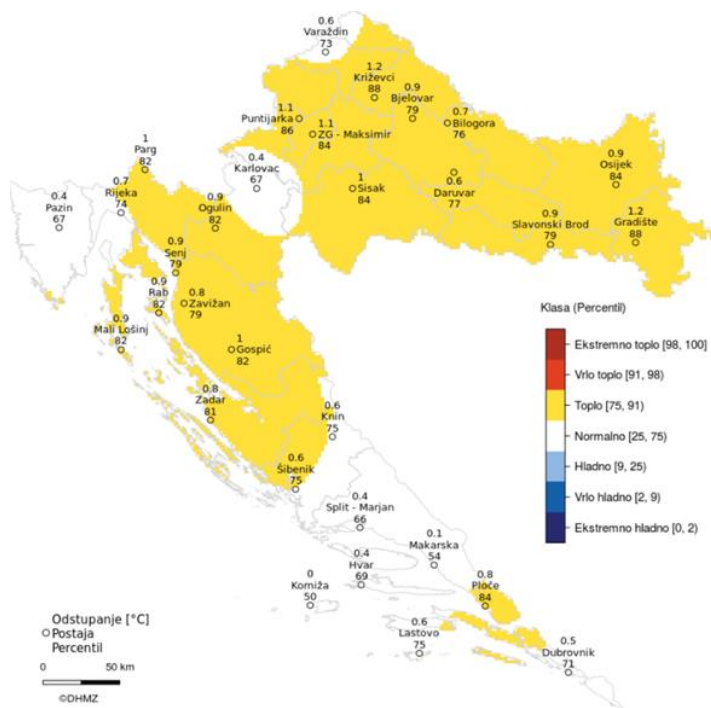 0.6
Varaždin
73
1.2
Križevci
88
0.9
Bjelovar
79
1.1
Puntijarka
86
1.1
ZG - Maksimir
84
0.7
Bilogora
76
1
Parg
82
0.4
Karlovac
67
1
Sisak
84
0.6
Daruvar
77
0.9
Osijek
84
0.4
Pazin
67
0.7
Rijeka
74
0.9
Ogulin
82
0.9
Slavonski Brod
79
1.2
Gradište
88
0.9
Senj
79
0.9
Rab
82
0.8
Zavižan
79
0.9
Mali Lošinj
82
1
Gospić
82
0.8
Zadar
81
0.6
Knin
75
0.6
Šibenik
75
0.4
Split - Marjan
66
0.1
Makarska
54
0.4
Hvar
69
0
Komiža
50
0.8
Ploče
84
0.6
Lastovo
75
0.5
Dubrovnik
71
Klasa (Percentil)
Ekstremno toplo [98, 100]
Vrlo toplo [91, 98)
Toplo [75, 91)
Normalno [25, 75)
Hladno [9, 25)
Vrlo hladno [2, 9)
Ekstremno hladno [0, 2)
Odstupanje [°C]
Postaja
Percentil
0 50 km
©DHMZ